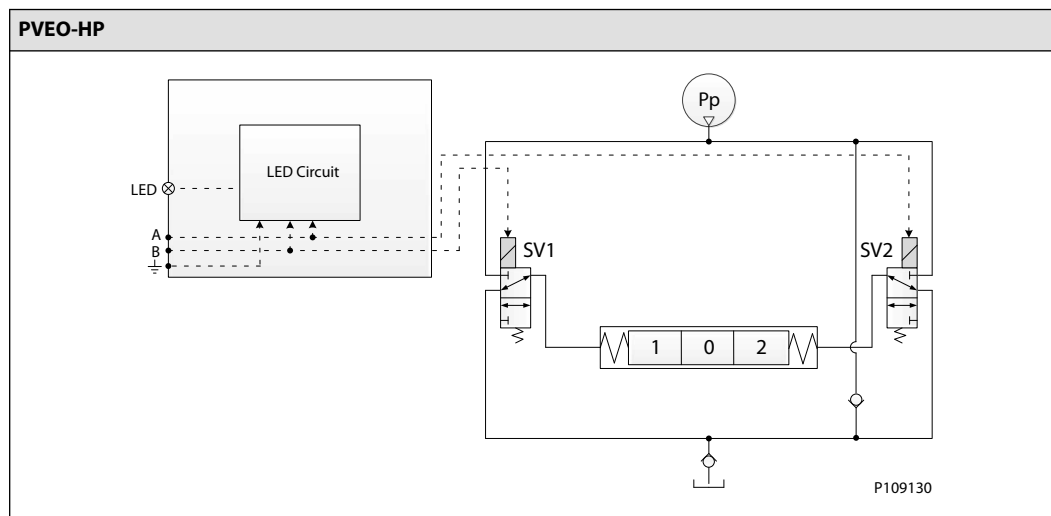 PVEO-HP
Pp
LED Circuit
LED
A
B
SV1
SV2
1 0 2
P109130